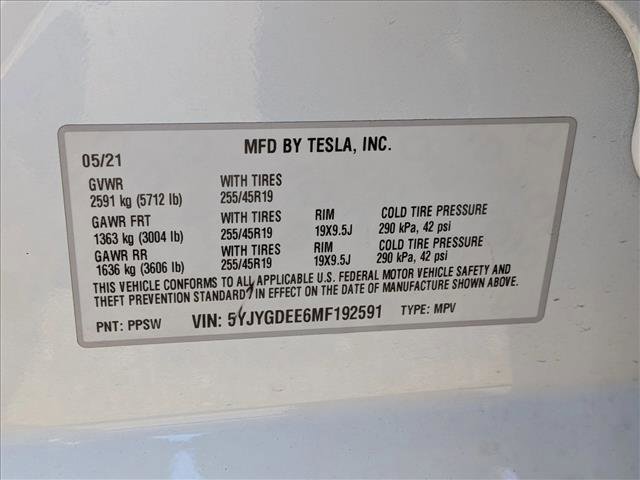 MFD BY TESLA, INC.
05/21
GVWR WITH TIRES
2591 kg (5712 lb) 255/45R19
GAWR FRT WITH TIRES RIM COLD TIRE PRESSURE
1363 kg (3004 lb) 255/45R19 19X9.5J 290 kPa, 42 psi
GAWR RR WITH TIRES RIM COLD TIRE PRESSURE
1636 kg (3606 lb) 255/45R19 19X9.5J 290 kPa, 42 psi
THIS VEHICLE CONFORMS TO ALL APPLICABLE U.S. FEDERAL MOTOR VEHICLE SAFETY AND
THEFT PREVENTION STANDARD IN EFFECT ON THE DATE OF MANUFACTURE SHOWN ABOVE.
PNT: PPSW VIN: 5YJYGDEE6MF192591 TYPE: MPV